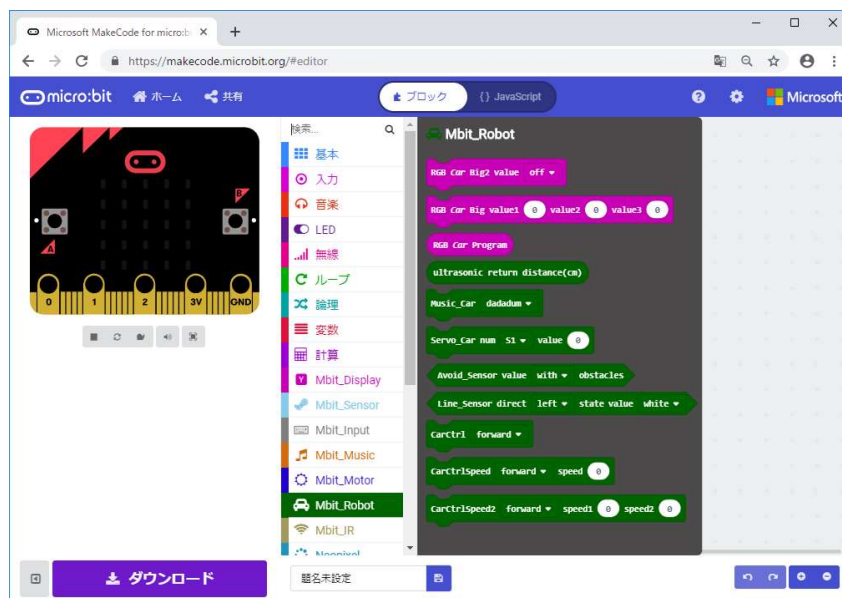 Microsoft MakeCode for micro:b
https://makecode.microbit.org/#editor
micro:bit
ホーム
共有
ブロック
{} JavaScript
Microsoft
検索...
基本
入力
音楽
LED
無線
ループ
論理
変数
計算
Mbit_Display
Mbit_Sensor
Mbit_Input
Mbit_Music
Mbit_Motor
Mbit_Robot
Mbit_IR
Neopixel
Mbit_Robot
RGB Car Big2 value off
RGB Car Big value1 0 value2 0 value3 0
RGB Car Program
ultrasonic return distance(cm)
Music_Car dadadum
Servo_Car num S1 value 0
Avoid_Sensor value with obstacles
Line_Sensor direct left state value white
CarCtrl forward
CarCtrlSpeed forward speed 0
CarCtrlSpeed2 forward speed1 0 speed2 0
B
A
0 1 2 3V GND
ダウンロード
題名未設定